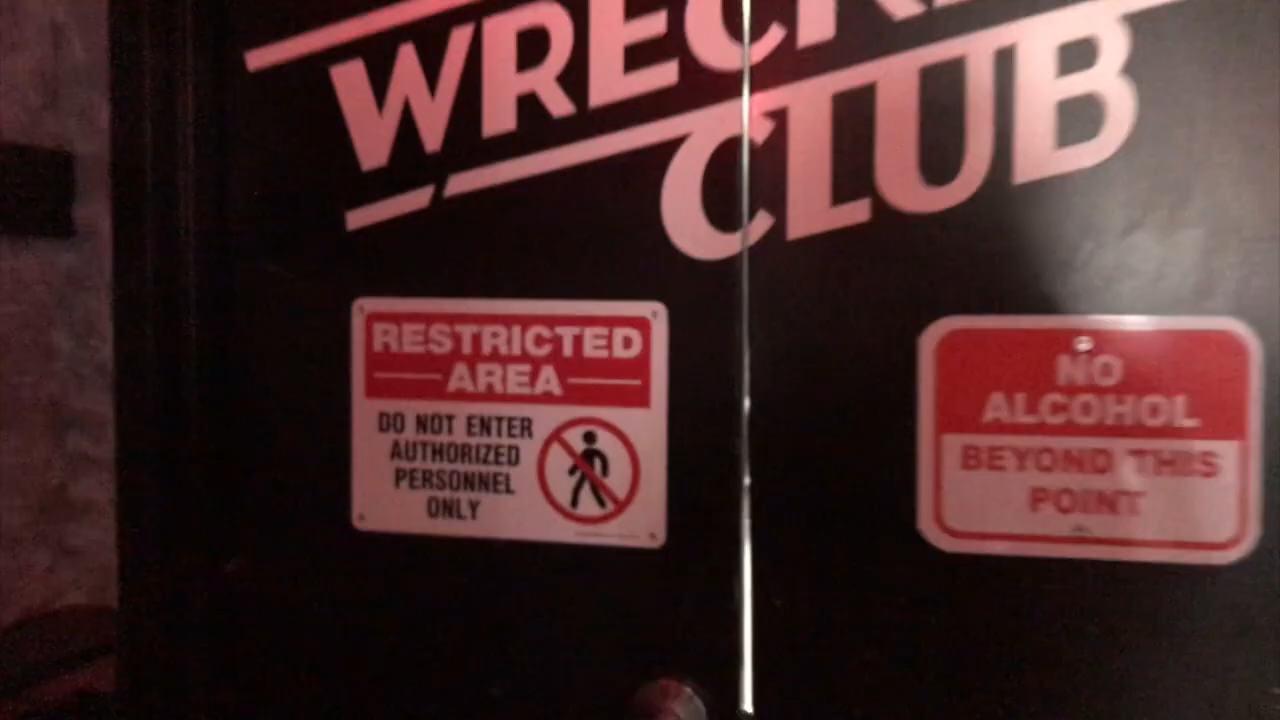 CLUB
RESTRICTED
AREA
DO NOT ENTER
AUTHORIZED
PERSONNEL
ONLY
NO
ALCOHOL
BEYOND THIS
POINT